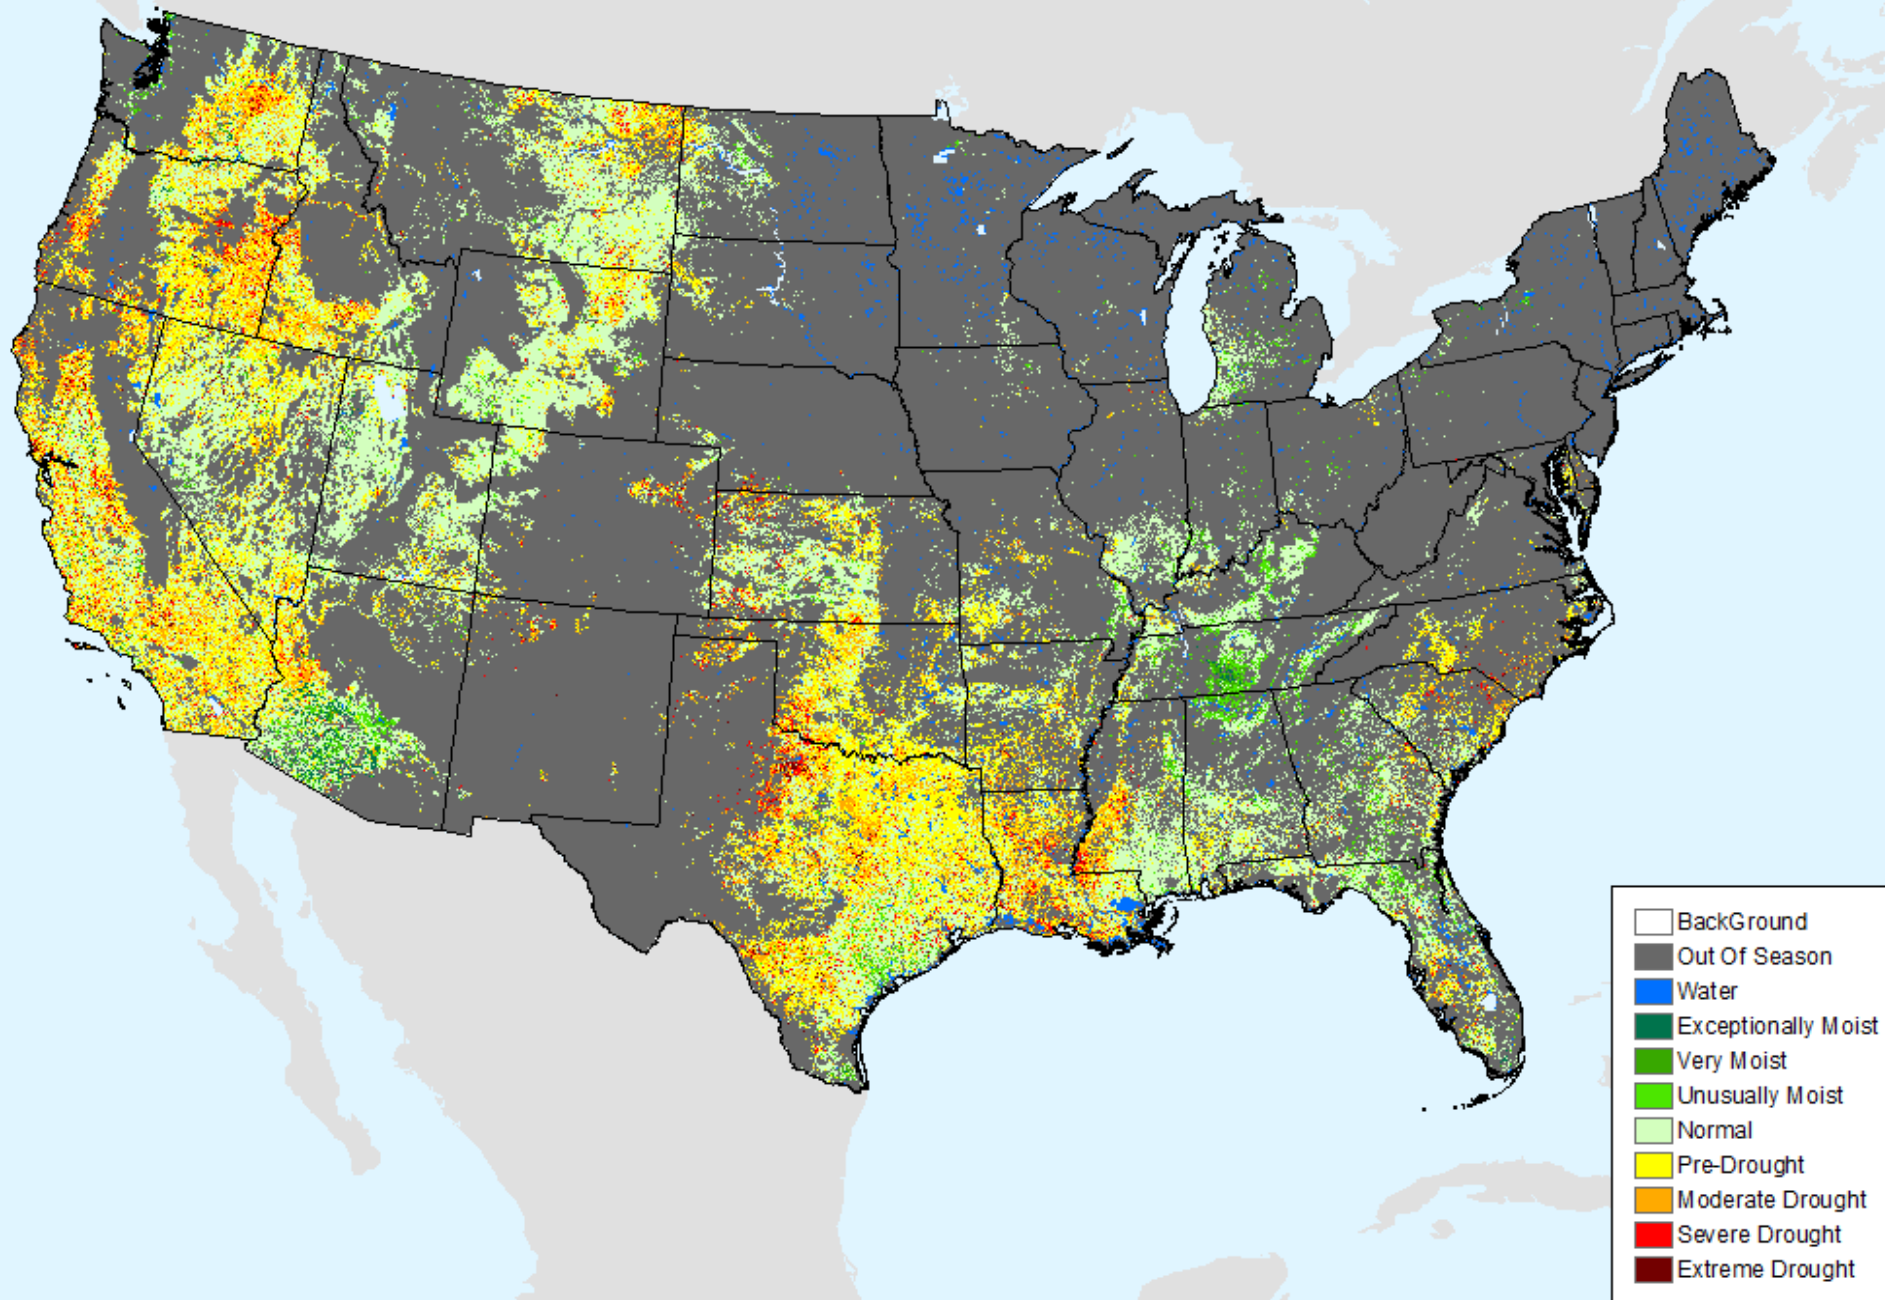 BackGround
Out Of Season
Water
Exceptionally Moist
Very Moist
Unusually Moist
Normal
Pre-Drought
Moderate Drought
Severe Drought
Extreme Drought